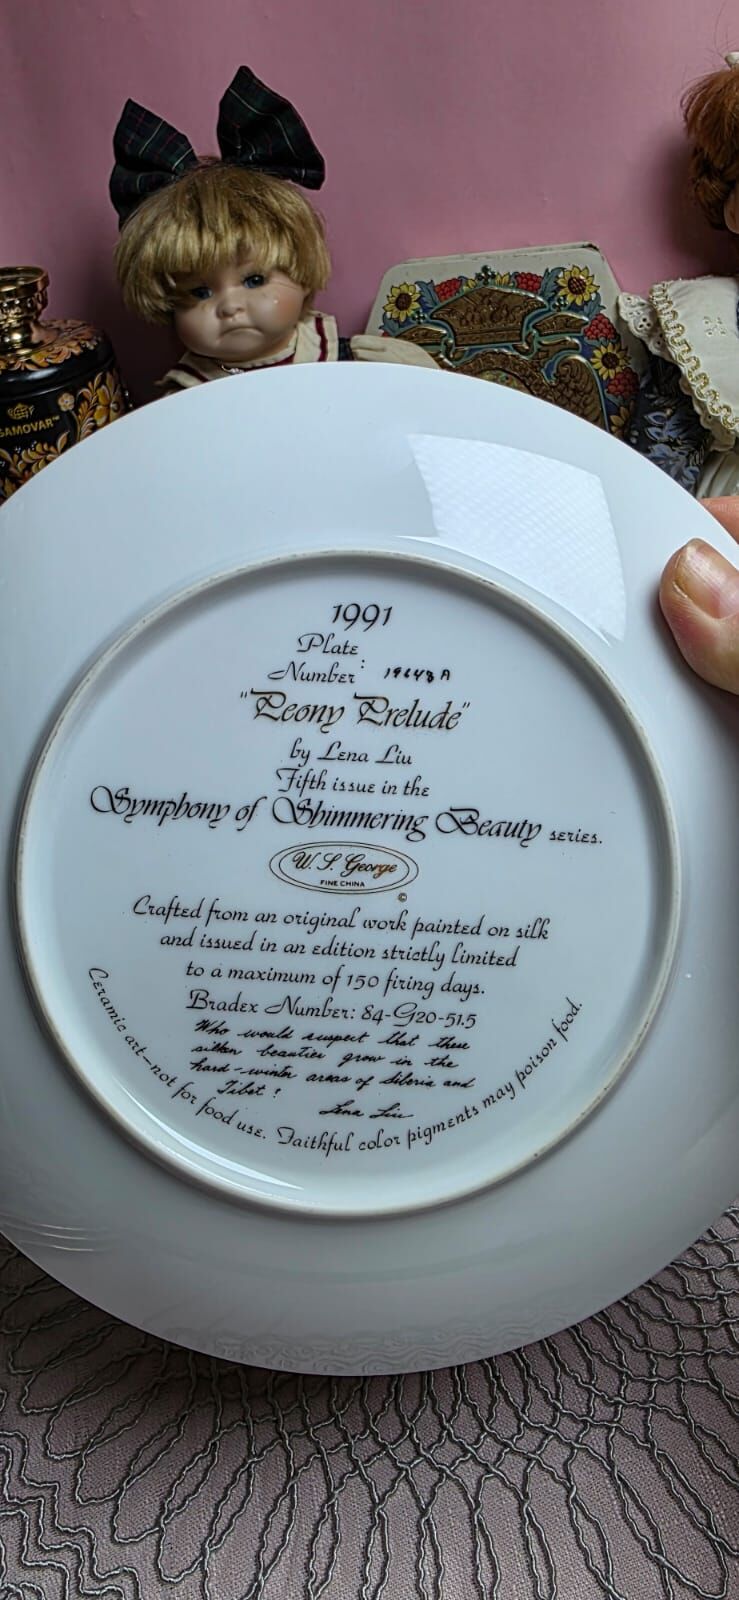 SAMOVAR™
1991
Plate
Number:
"Peony Prelude"
by Lena Liu
Fifth issue in the
Symphony of Shimmering Beauty series.
W. S. George
FINE CHINA
©
Crafted from an original work painted on silk
and issued in an edition strictly limited
to a maximum of 150 firing days.
Bradex Number: 84-G20-51.5
Who would suspect that these
silken beauties grow in the
hard-winter areas of Siberia and
Tibet!
Lena Liu
Ceramic art—not for food use. Faithful color pigments may poison food.